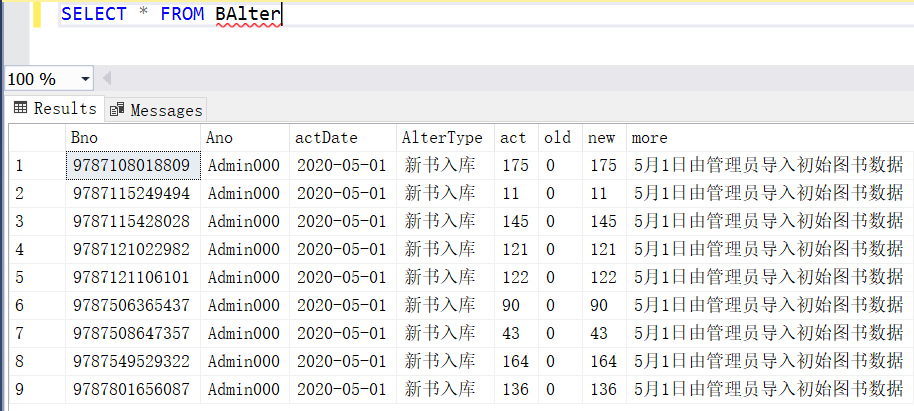 SELECT * FROM BAlter
100 %
Results Messages
Bno Ano actDate AlterType act old new more
1 9787108018809 Admin000 2020-05-01 新书入库 175 0 175 5月1日由管理员导入初始图书数据
2 9787115249494 Admin000 2020-05-01 新书入库 11 0 11 5月1日由管理员导入初始图书数据
3 9787115428028 Admin000 2020-05-01 新书入库 145 0 145 5月1日由管理员导入初始图书数据
4 9787121022982 Admin000 2020-05-01 新书入库 121 0 121 5月1日由管理员导入初始图书数据
5 9787121106101 Admin000 2020-05-01 新书入库 122 0 122 5月1日由管理员导入初始图书数据
6 9787506365437 Admin000 2020-05-01 新书入库 90 0 90 5月1日由管理员导入初始图书数据
7 9787508647357 Admin000 2020-05-01 新书入库 43 0 43 5月1日由管理员导入初始图书数据
8 9787549529322 Admin000 2020-05-01 新书入库 164 0 164 5月1日由管理员导入初始图书数据
9 9787801656087 Admin000 2020-05-01 新书入库 136 0 136 5月1日由管理员导入初始图书数据